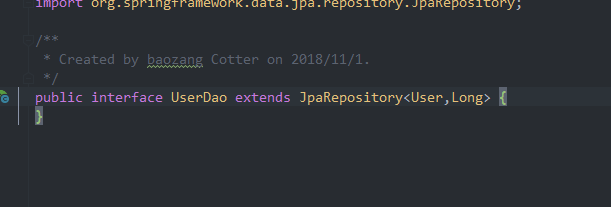 import org.springframework.data.jpa.repository.JpaRepository;
/**
* Created by baozang Cotter on 2018/11/1.
*/
public interface UserDao extends JpaRepository<User,Long> {
}